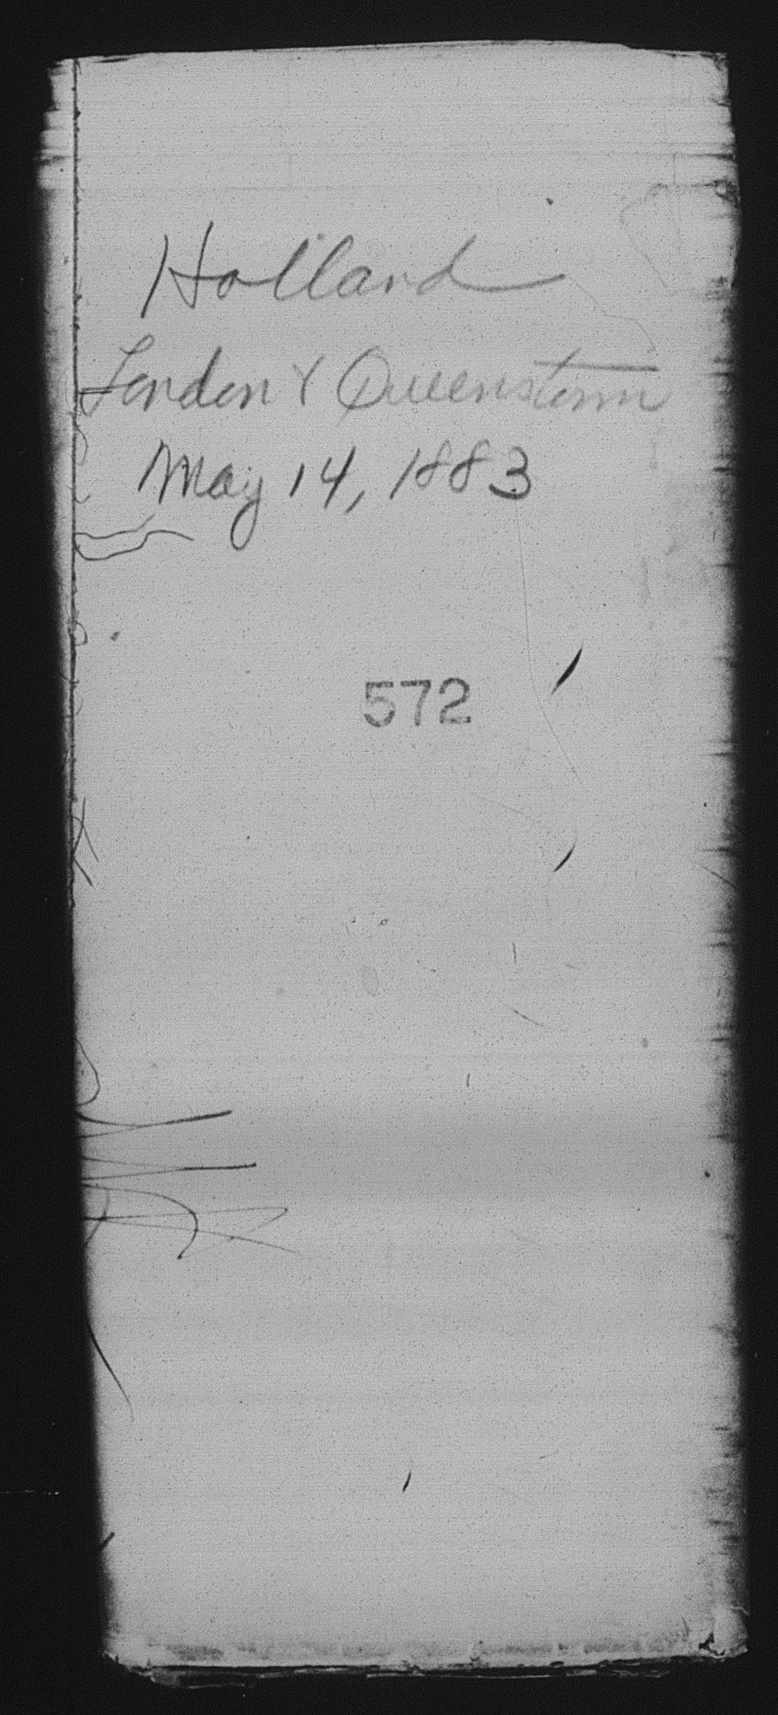 Holland
London & Queenstown
May 14, 1883
572